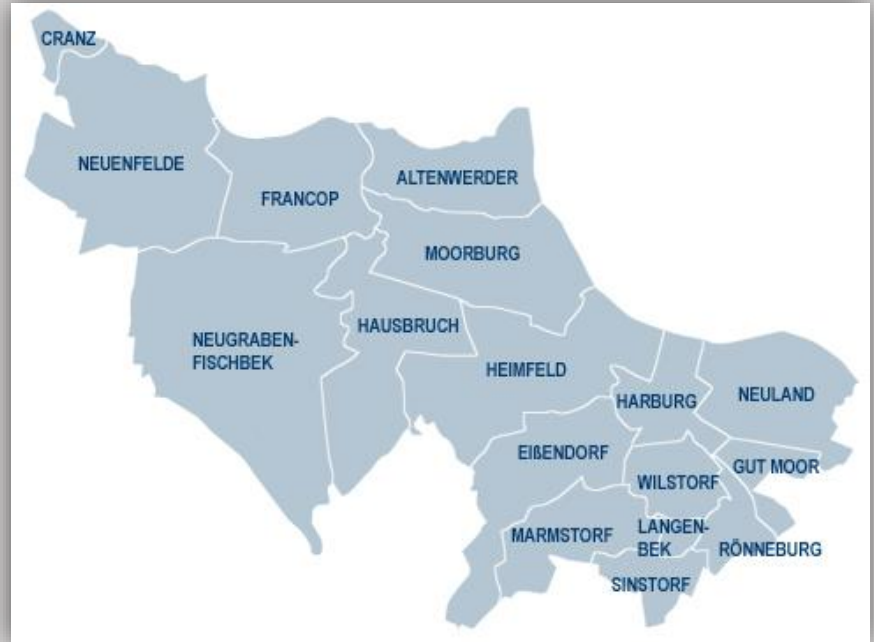 CRANZ
NEUENFELDE
FRANCOP
ALTENWERDER
MOORBURG
HAUSBRUCH
NEUGRABEN-
FISCHBEK
HEIMFELD
HARBURG
NEULAND
EIßENDORF
GUT MOOR
WILSTORF
MARMSTORF
LANGEN-
BEK
RÖNNEBURG
SINSTORF